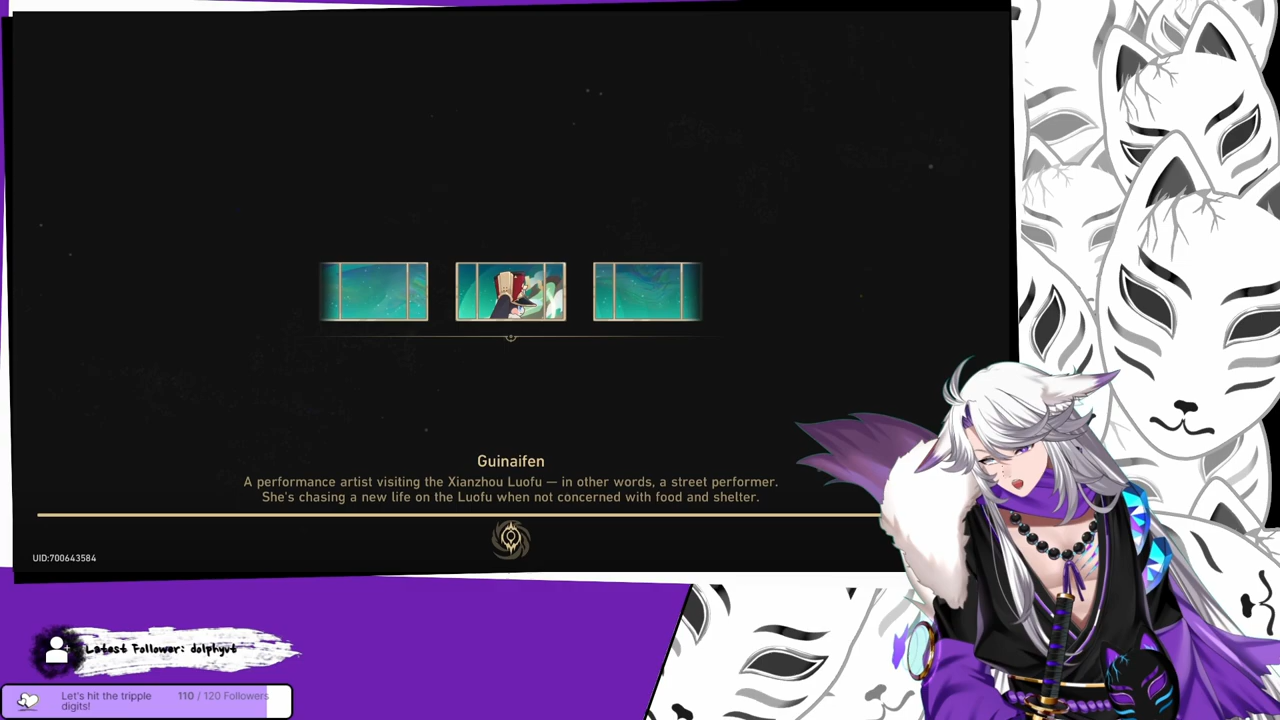 Guinaifen
A performance artist visiting the Xianzhou Luofu — in other words, a street performer.
She's chasing a new life on the Luofu when not concerned with food and shelter.
UID:700643584
Latest Follower: dolphyvt
Let's hit the tripple
digits!
110 / 120 Followers